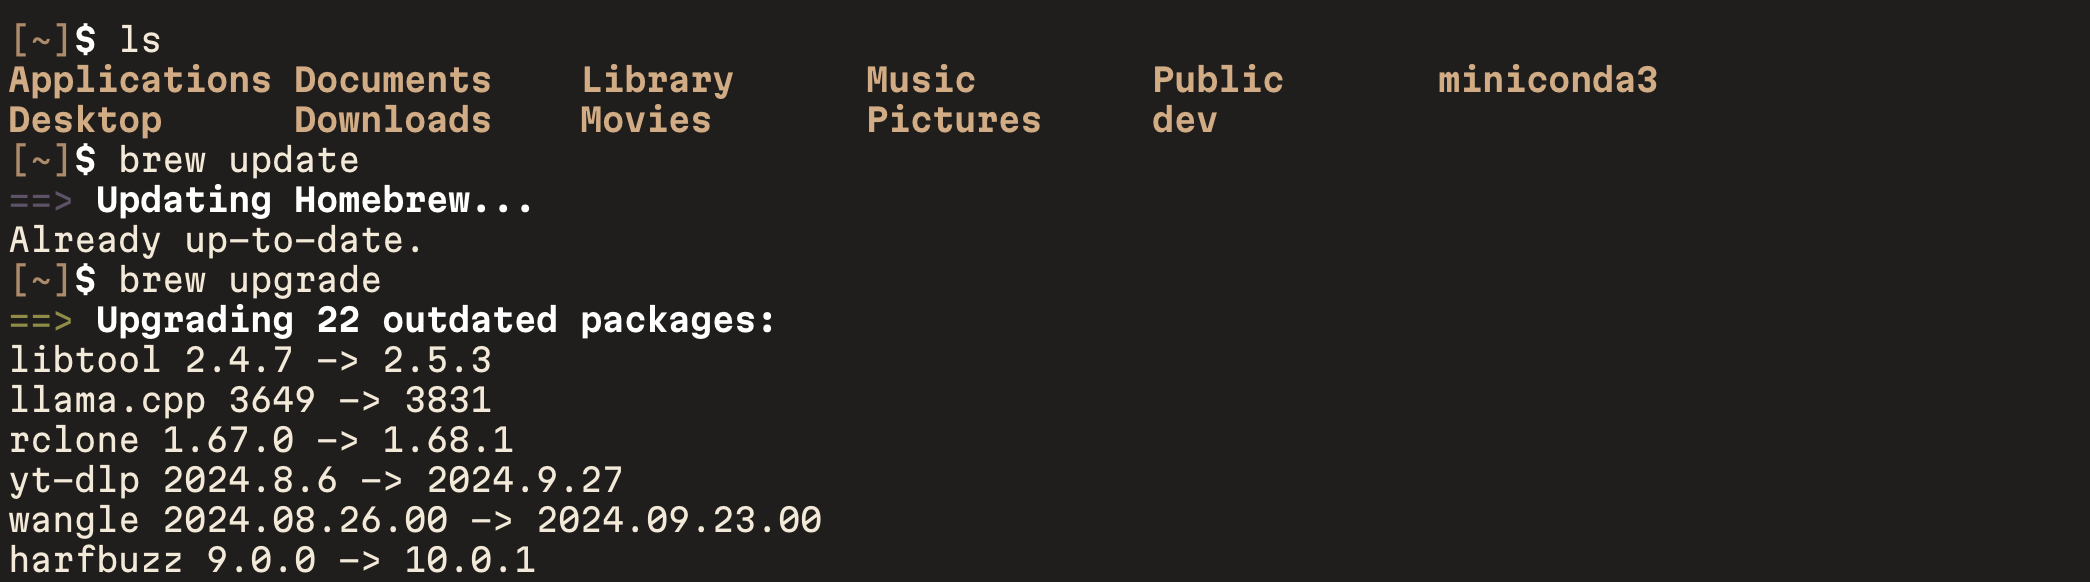 [~]$ ls
Applications Documents Library Music Public miniconda3
Desktop Downloads Movies Pictures dev
[~]$ brew update
==> Updating Homebrew...
Already up-to-date.
[~]$ brew upgrade
==> Upgrading 22 outdated packages:
libtool 2.4.7 -> 2.5.3
llama.cpp 3649 -> 3831
rclone 1.67.0 -> 1.68.1
yt-dlp 2024.8.6 -> 2024.9.27
wangle 2024.08.26.00 -> 2024.09.23.00
harfbuzz 9.0.0 -> 10.0.1